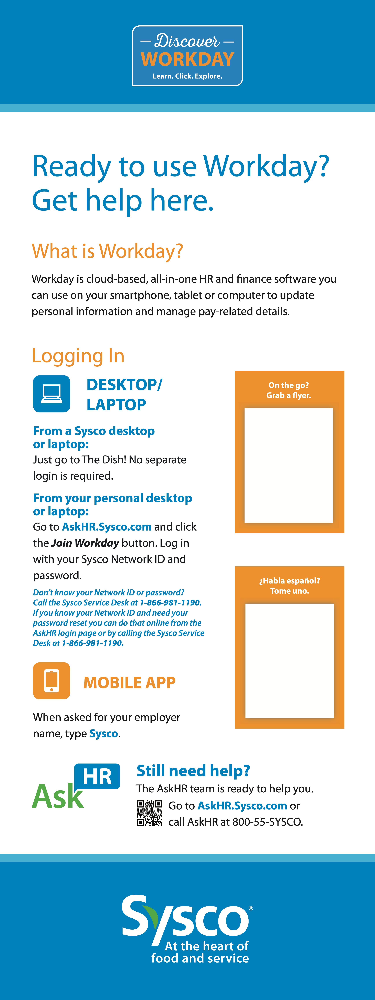 Discover
WORKDAY
Learn. Click. Explore.
Ready to use Workday?
Get help here.
What is Workday?
Workday is cloud-based, all-in-one HR and finance software you
can use on your smartphone, tablet or computer to update
personal information and manage pay-related details.
Logging In
DESKTOP/
LAPTOP
From a Sysco desktop
or laptop:
Just go to The Dish! No separate
login is required.
From your personal desktop
or laptop:
Go to AskHR.Sysco.com and click
the Join Workday button. Log in
with your Sysco Network ID and
password.
Don't know your Network ID or password?
Call the Sysco Service Desk at 1-866-981-1190.
If you know your Network ID and need your
password reset you can do that online from the
AskHR login page or by calling the Sysco Service
Desk at 1-866-981-1190.
On the go?
Grab a flyer.
¿Habla español?
Tome uno.
MOBILE APP
When asked for your employer
name, type Sysco.
Ask HR
Still need help?
The AskHR team is ready to help you.
Go to AskHR.Sysco.com or
call AskHR at 800-55-SYSCO.
Sysco®
At the heart of
food and service